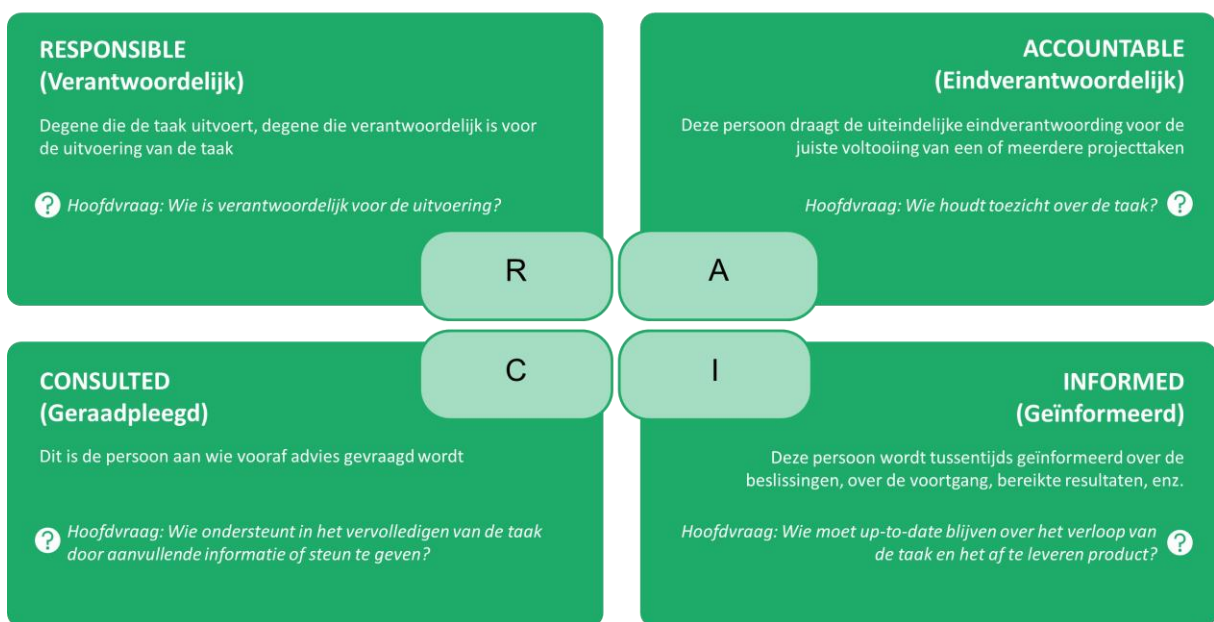 RESPONSIBLE
(Verantwoordelijk)
Degene die de taak uitvoert, degene die verantwoordelijk is voor
de uitvoering van de taak
? Hoofdvraag: Wie is verantwoordelijk voor de uitvoering?
R
ACCOUNTABLE
(Eindverantwoordelijk)
Deze persoon draagt de uiteindelijke eindverantwoording voor de
juiste voltooiing van een of meerdere projecttaken
Hoofdvraag: Wie houdt toezicht over de taak? ?
A
CONSULTED
(Geraadpleegd)
Dit is de persoon aan wie vooraf advies gevraagd wordt
? Hoofdvraag: Wie ondersteunt in het vervolledigen van de taak
door aanvullende informatie of steun te geven?
C
INFORMED
(Geïnformeerd)
Deze persoon wordt tussentijds geïnformeerd over de
beslissingen, over de voortgang, bereikte resultaten, enz.
Hoofdvraag: Wie moet up-to-date blijven over het verloop van
de taak en het af te leveren product? ?
I